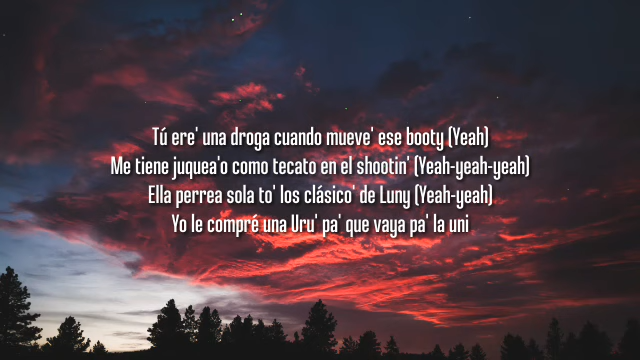 Tú ere' una droga cuando mueve' ese booty (Yeah)
Me tiene juquea'o como tecato en el shootin' (Yeah-yeah-yeah)
Ella perrea sola to' los clásico' de Luny (Yeah-yeah)
Yo le compré una Uru' pa' que vaya pa' la uni